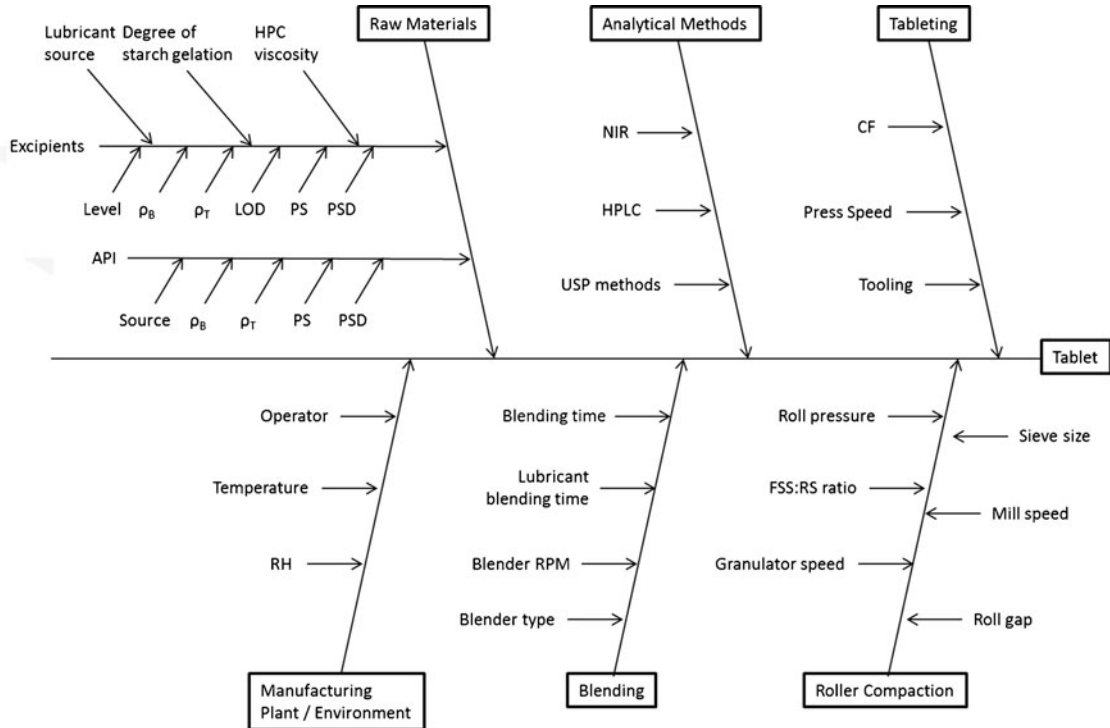 Raw Materials
Analytical Methods
Tableting
Lubricant
source
Degree of
starch gelation
HPC
viscosity
Excipients
Level
ρB
ρT
LOD
PS
PSD
API
Source
ρB
ρT
PS
PSD
NIR
HPLC
USP methods
CF
Press Speed
Tooling
Tablet
Operator
Temperature
RH
Manufacturing
Plant / Environment
Blending time
Lubricant
blending time
Blender RPM
Blender type
Blending
Roll pressure
Sieve size
FSS:RS ratio
Mill speed
Granulator speed
Roll gap
Roller Compaction